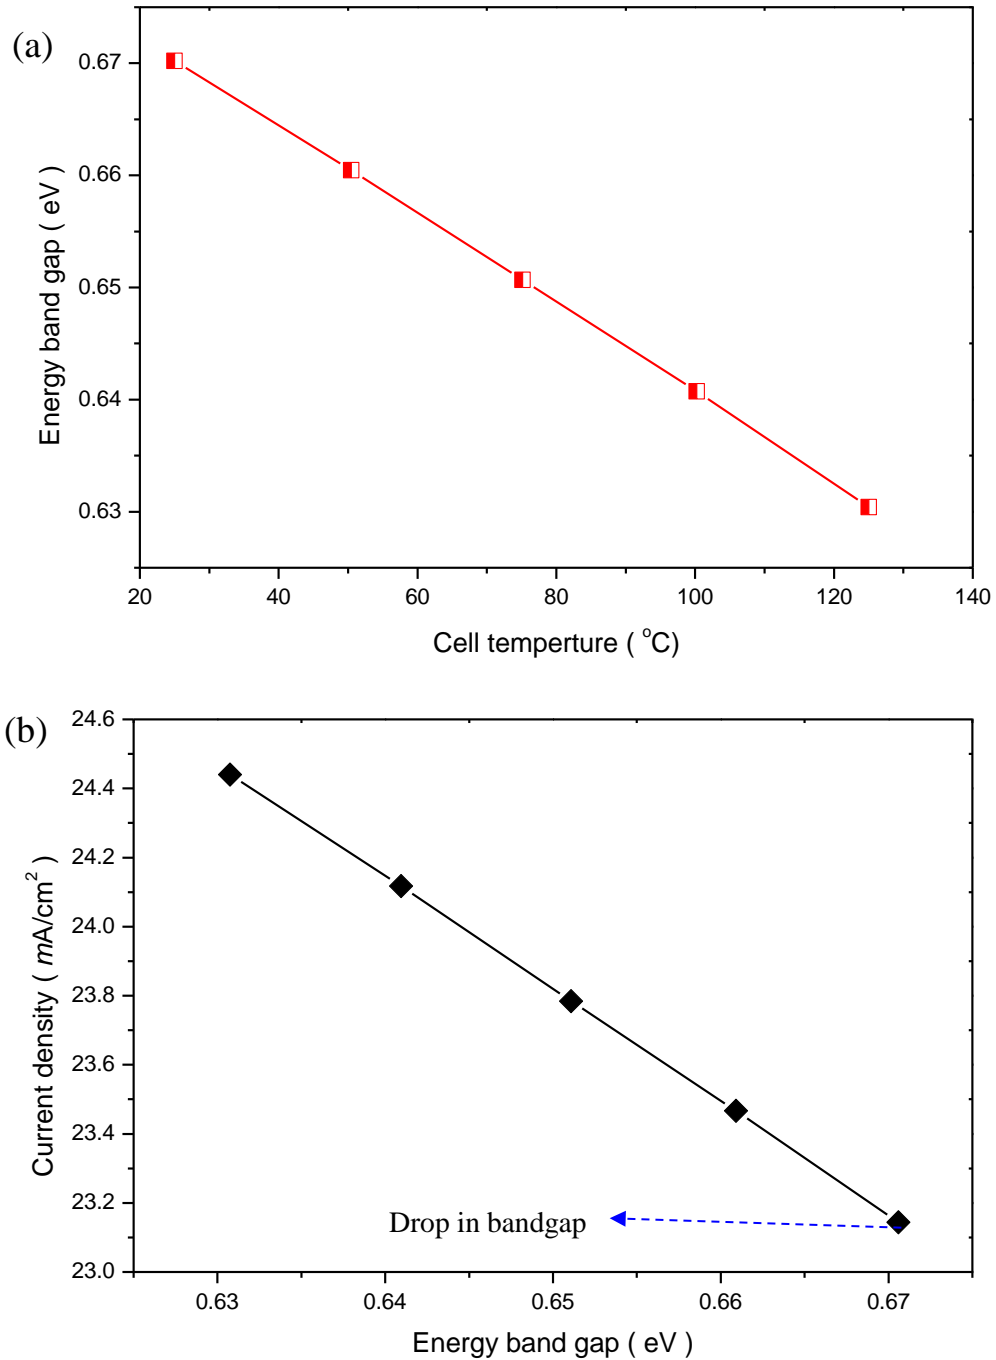 (a)
0.67
0.66
0.65
0.64
0.63
Energy band gap ( eV )
20 40 60 80 100 120 140
Cell temperture ( °C)
(b)
24.6
24.4
24.2
24.0
23.8
23.6
23.4
23.2
23.0
Current density ( mA/cm² )
Drop in bandgap
0.63 0.64 0.65 0.66 0.67
Energy band gap ( eV )